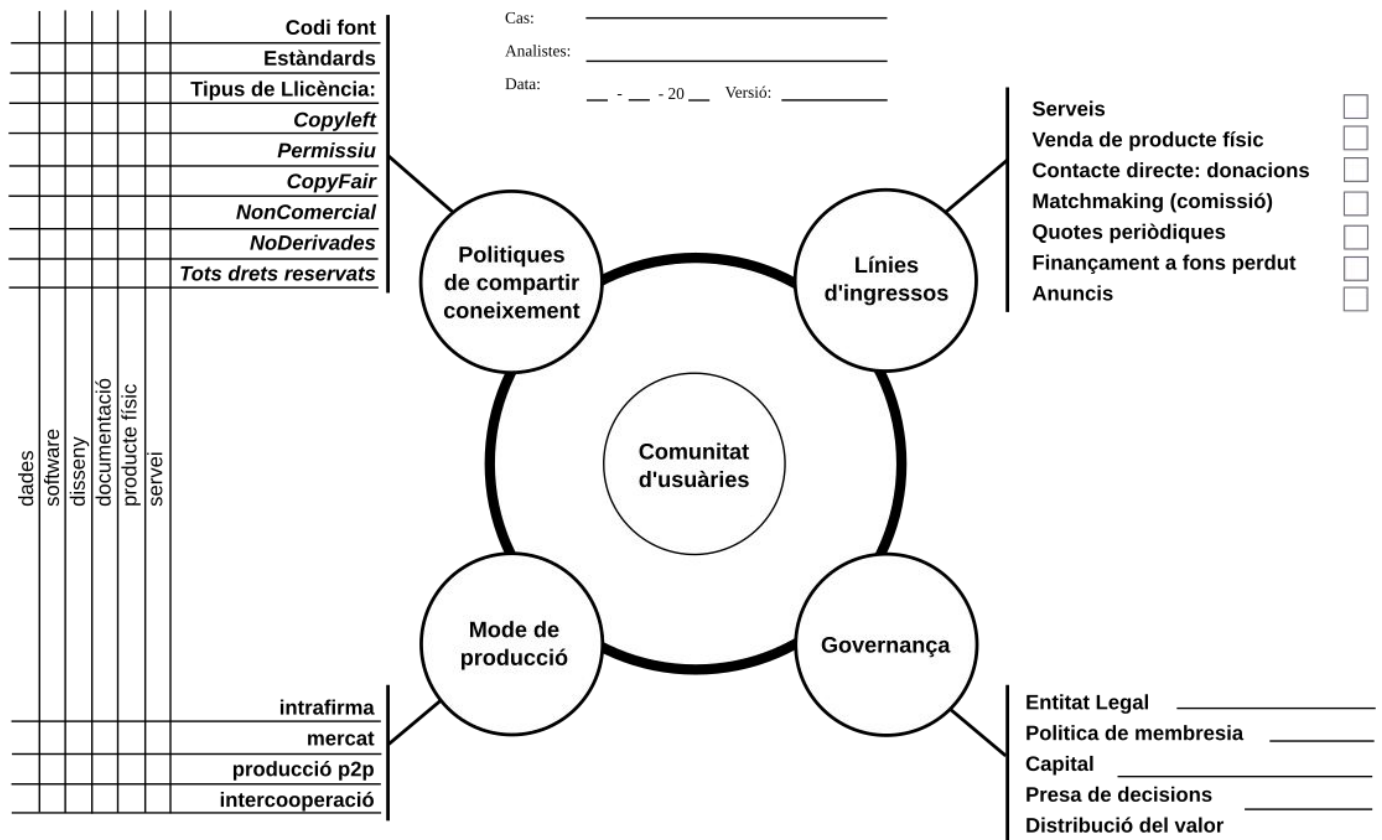 Cas:
Analistes:
Data: __ - __ - 20 __ Versió:
Codi font
Estàndards
Tipus de Llicència:
Copyleft
Permissiu
CopyFair
NonComercial
NoDerivades
Tots drets reservats
Serveis
Venda de producte físic
Contacte directe: donacions
Matchmaking (comissió)
Quotes periòdiques
Finançament a fons perdut
Anuncis
Politiques
de compartir
coneixement
Línies
d'ingressos
Comunitat
d'usuàries
dades
software
disseny
documentació
producte físic
servei
Mode de
producció
Governança
intrafirma
mercat
producció p2p
intercooperació
Entitat Legal
Politica de membresia
Capital
Presa de decisions
Distribució del valor